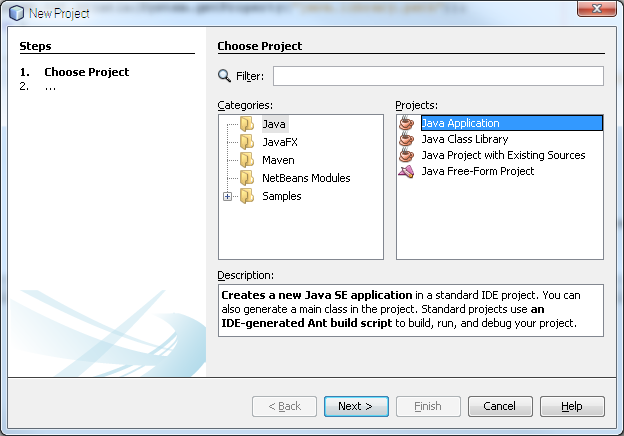 New Project
Steps
1. Choose Project
2. ...
Choose Project
Filter:
Categories:
Java
JavaFX
Maven
NetBeans Modules
Samples
Projects:
Java Application
Java Class Library
Java Project with Existing Sources
Java Free-Form Project
Description:
Creates a new Java SE application in a standard IDE project. You can
also generate a main class in the project. Standard projects use an
IDE-generated Ant build script to build, run, and debug your project.
< Back
Next >
Finish
Cancel
Help